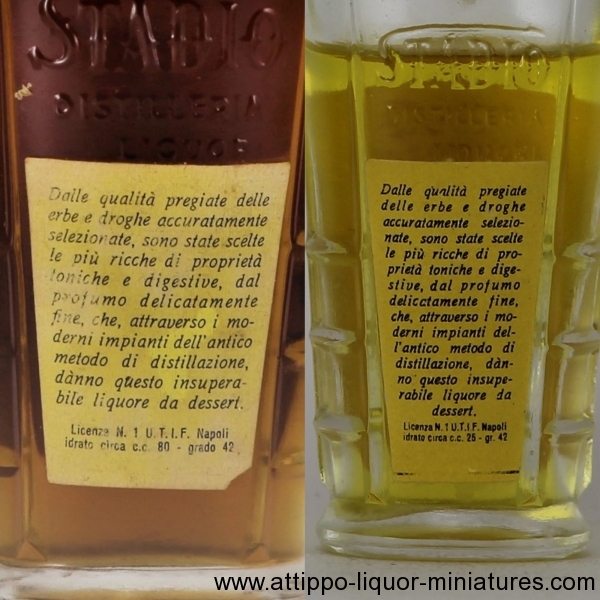 STADIO
DISTILLERIA
LIQUOR
Dalle qualità pregiate delle
erbe e droghe accuratamente
selezionate, sono state scelte
le più ricche di proprietà
toniche e digestive, dal
profumo delicatamente
fine, che, attraverso i mo-
derni impianti dell'antico
metodo di distillazione,
dànno questo insupera-
bile liquore da dessert.
Licenza N. 1 U.T.I.F. Napoli
idrato circa c.c. 80 - grado 42
STADIO
DISTILLERIA
LIQUORI
Dalle qualità pregiate
delle erbe e droghe
accuratamente selezio-
nate, sono state scelte
le più ricche di pro-
prietà toniche e dige-
stive, dal profumo
delicatamente fine,
che, attraverso i mo-
derni impianti del-
l'antico metodo di
distillazione, dàn-
no questo insupe-
rabile liquore da
dessert.
Licenza N. 1 U.T.I.F. Napoli
idrato circa c.c. 25 - gr. 42
www.attippo-liquor-miniatures.com